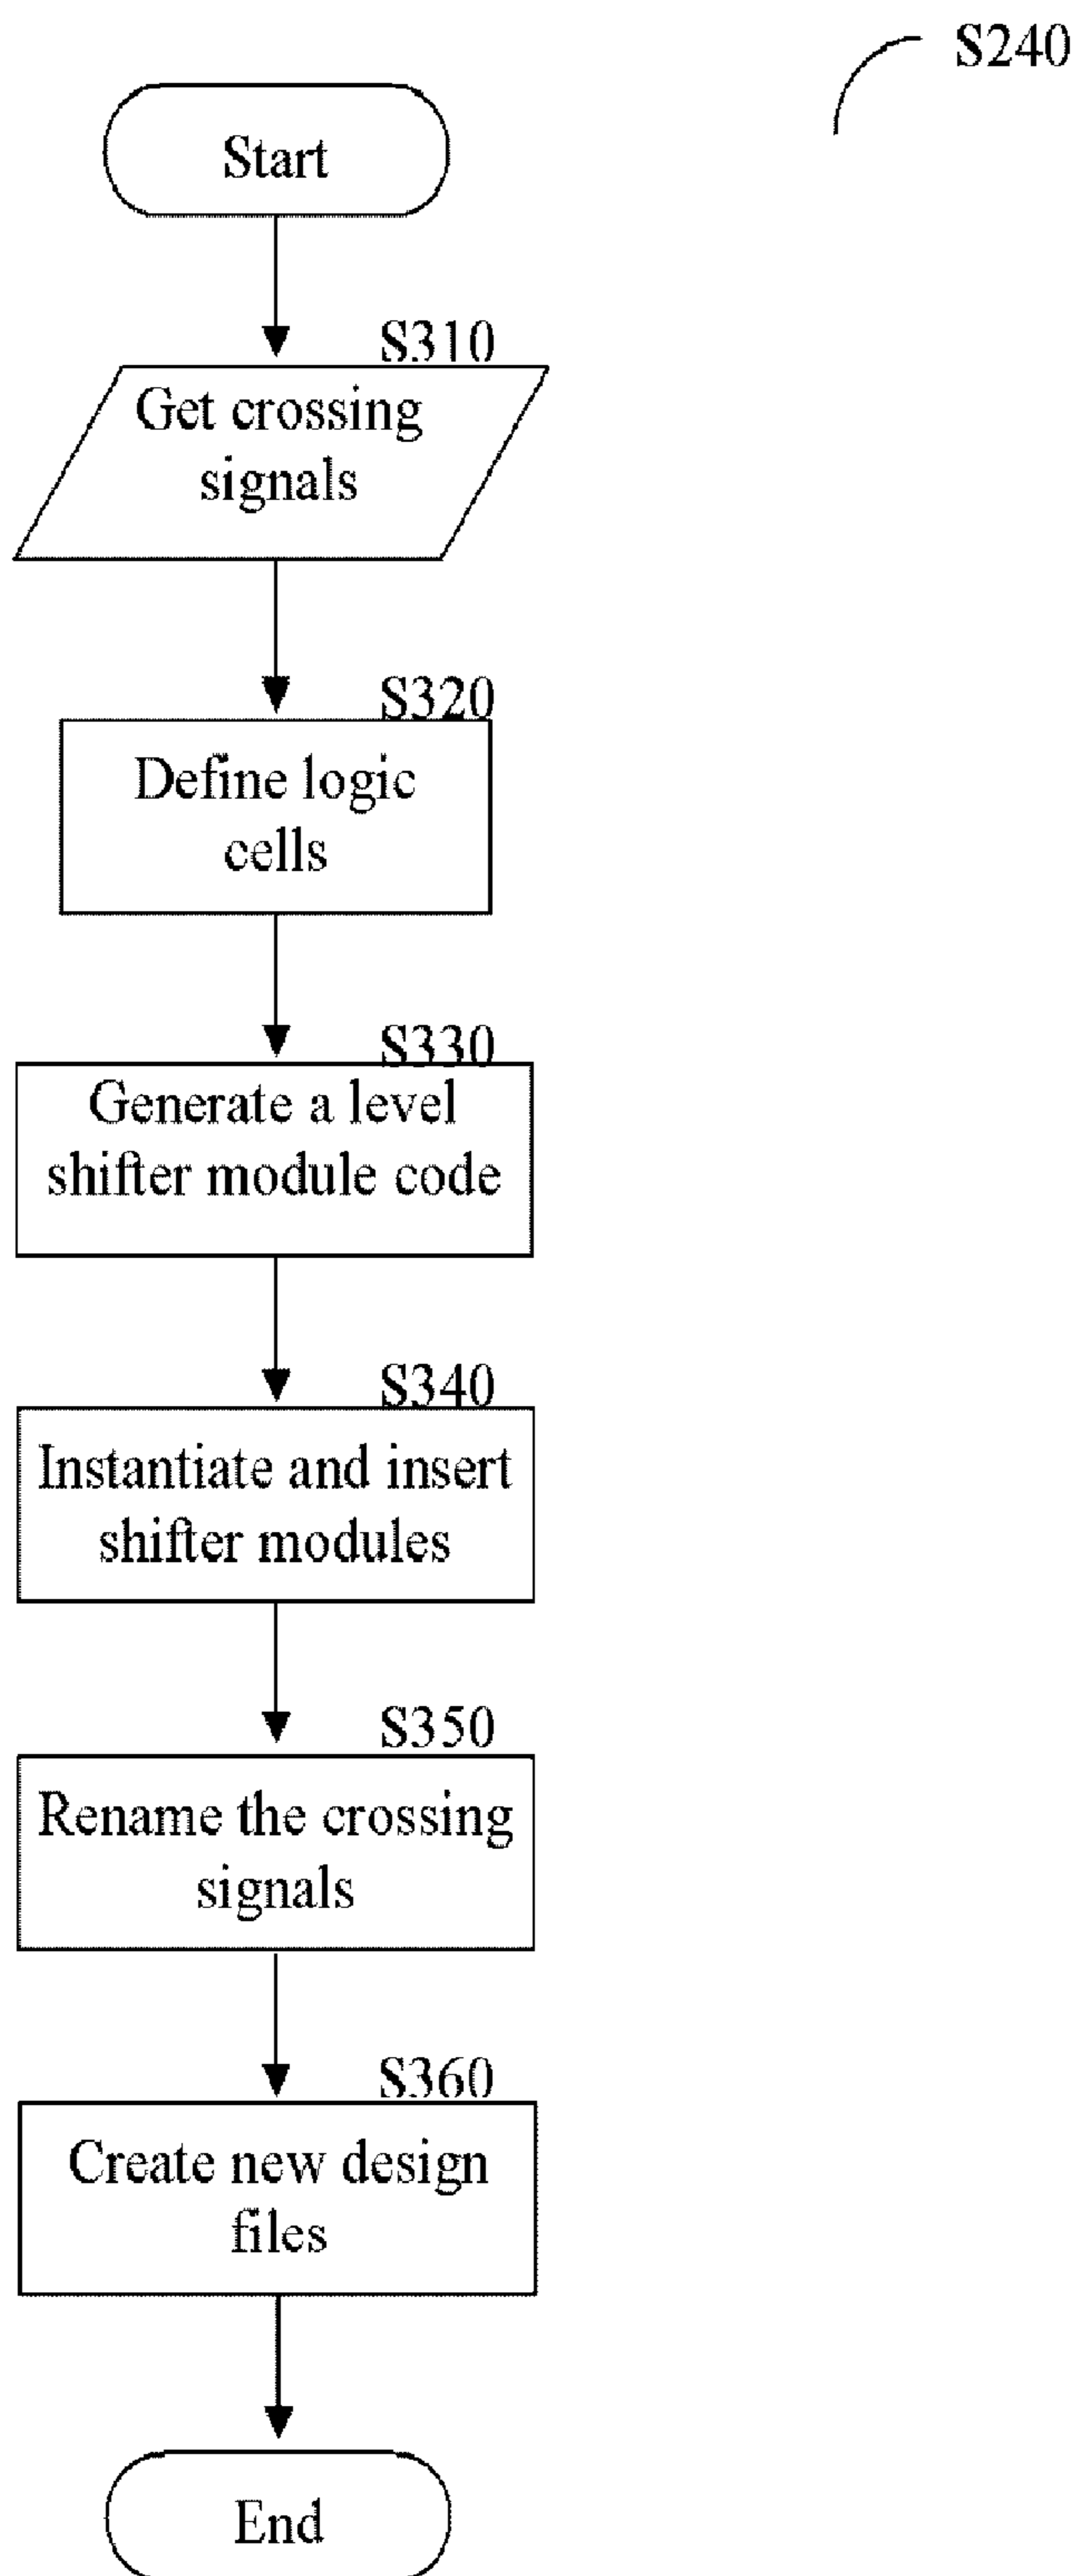 S240
Start
S310
Get crossing
signals
S320
Define logic
cells
S330
Generate a level
shifter module code
S340
Instantiate and insert
shifter modules
S350
Rename the crossing
signals
S360
Create new design
files
End